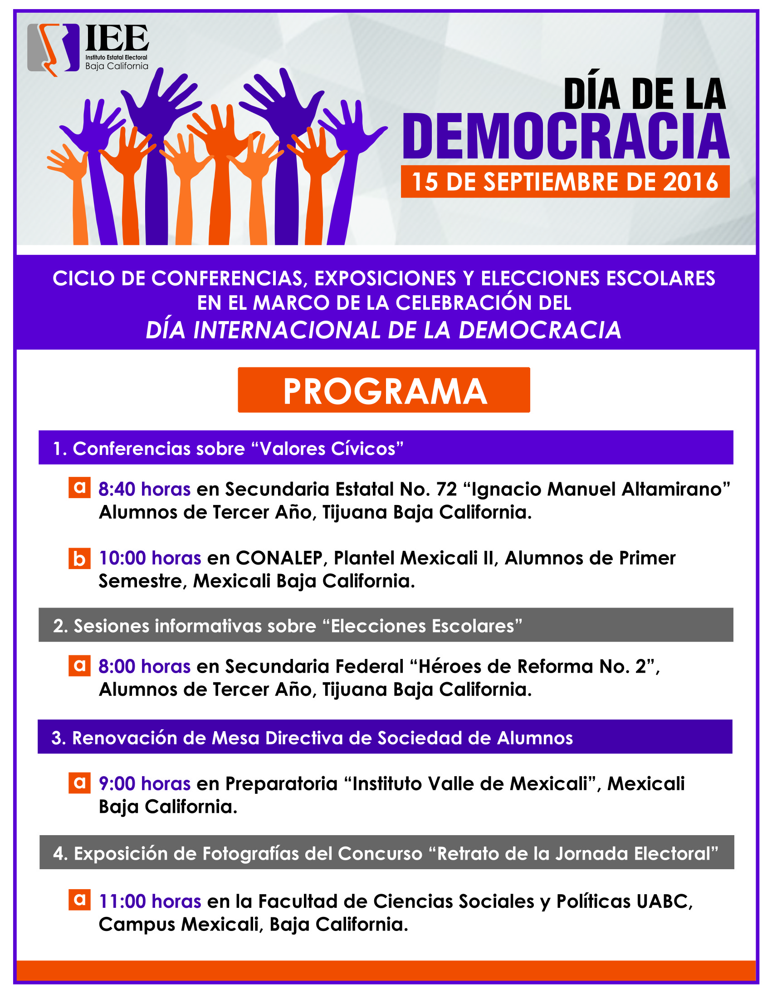 IEE
Instituto Estatal Electoral
Baja California
DÍA DE LA
DEMOCRACIA
15 DE SEPTIEMBRE DE 2016
CICLO DE CONFERENCIAS, EXPOSICIONES Y ELECCIONES ESCOLARES
EN EL MARCO DE LA CELEBRACIÓN DEL
DÍA INTERNACIONAL DE LA DEMOCRACIA
PROGRAMA
1. Conferencias sobre “Valores Cívicos”
a 8:40 horas en Secundaria Estatal No. 72 “Ignacio Manuel Altamirano”
Alumnos de Tercer Año, Tijuana Baja California.
b 10:00 horas en CONALEP, Plantel Mexicali II, Alumnos de Primer
Semestre, Mexicali Baja California.
2. Sesiones informativas sobre “Elecciones Escolares”
a 8:00 horas en Secundaria Federal “Héroes de Reforma No. 2”,
Alumnos de Tercer Año, Tijuana Baja California.
3. Renovación de Mesa Directiva de Sociedad de Alumnos
a 9:00 horas en Preparatoria “Instituto Valle de Mexicali”, Mexicali
Baja California.
4. Exposición de Fotografías del Concurso “Retrato de la Jornada Electoral”
a 11:00 horas en la Facultad de Ciencias Sociales y Políticas UABC,
Campus Mexicali, Baja California.